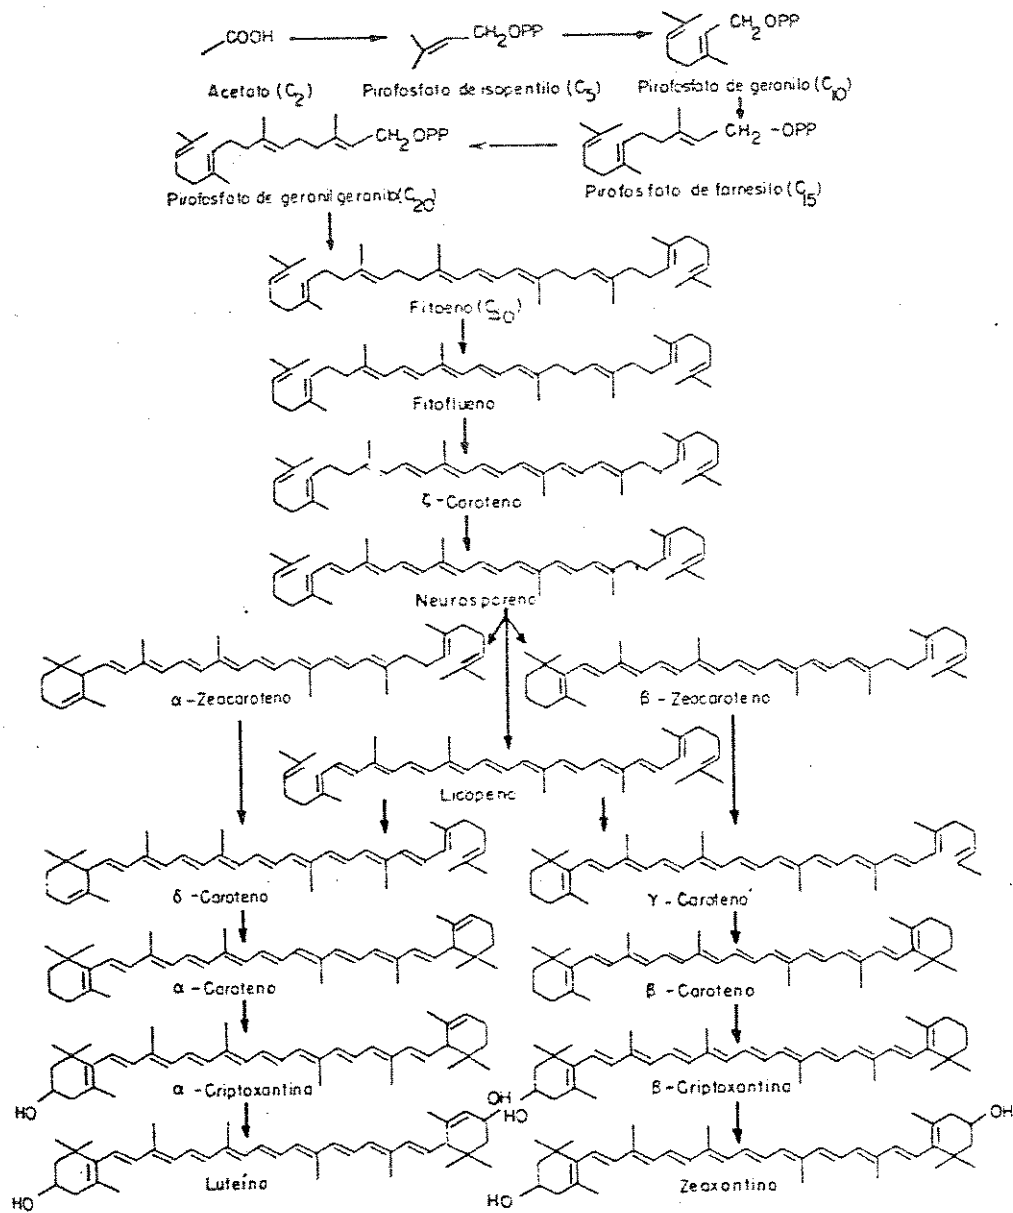 COOH
CH2OPP
CH2OPP
Acetato (C2)
Pirofosfato de isopentilo (C5)
Pirofosfato de geranilo (C10)
CH2OPP
CH2-OPP
Pirofosfato de geranilgeranilo (C20)
Pirofosfato de farnesilo (C15)
Fitoeno (C40)
Fitoflueno
ζ-Caroteno
Neurosporeno
α-Zeacaroteno
β-Zeacaroteno
Licopeno
δ-Caroteno
γ-Caroteno
α-Caroteno
β-Caroteno
HO
α-Criptoxantina
OH
HO
β-Criptoxantina
HO
Luteína
HO
Zeaxantina
OH